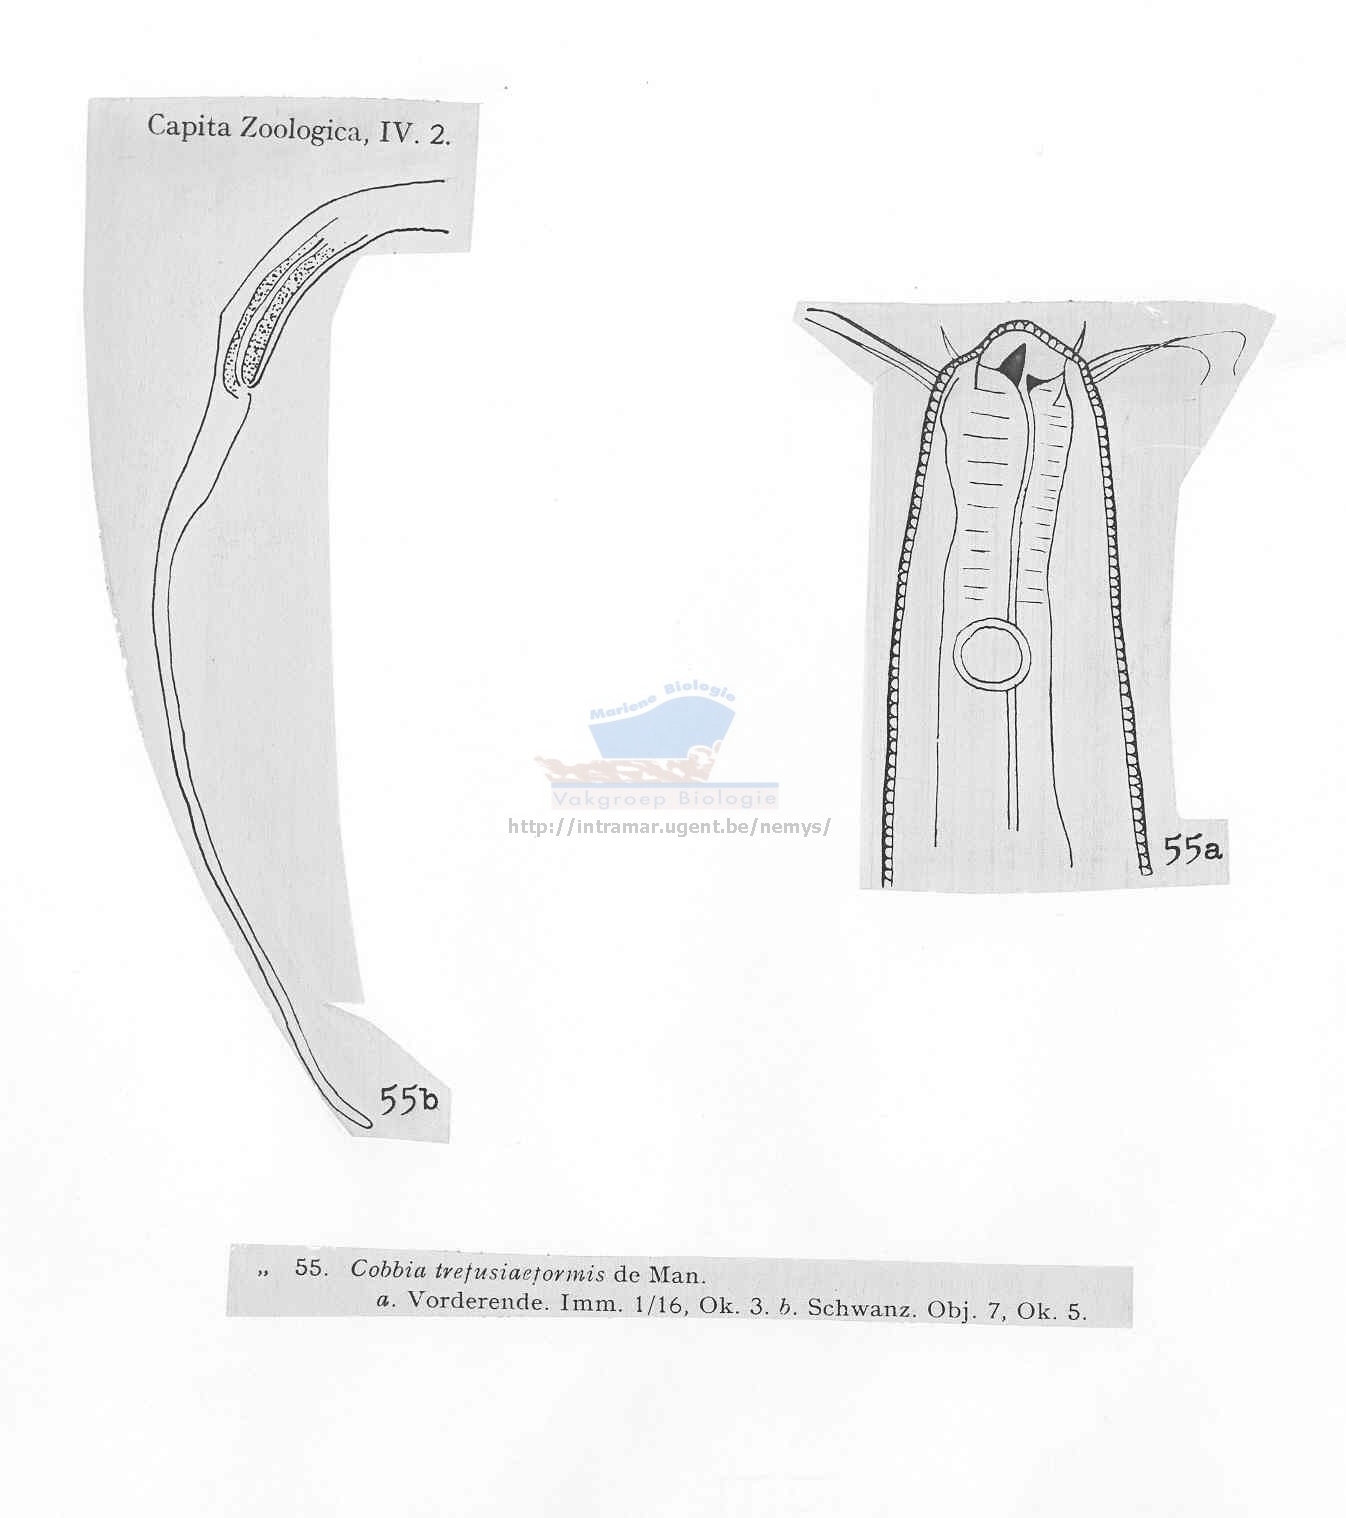 Capita Zoologica, IV. 2.
55a
Mariene Biologie
Vakgroep Biologie
http://intramar.ugent.be/nemys/
55b
„ 55. Cobbia trefusiaeformis de Man.
a. Vorderende. Imm. 1/16, Ok. 3. b. Schwanz. Obj. 7, Ok. 5.